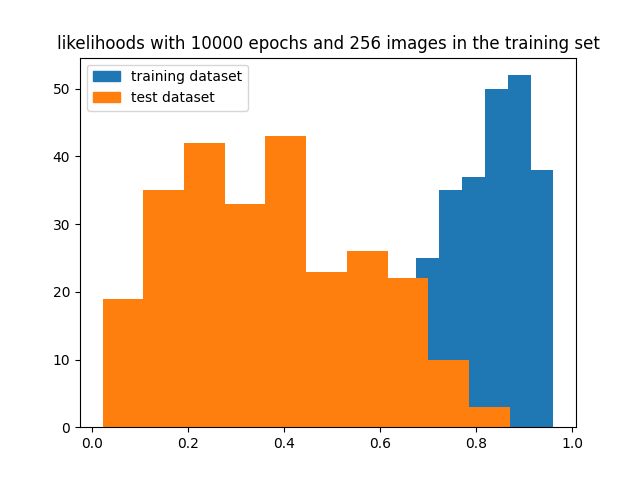 likelihoods with 10000 epochs and 256 images in the training set
training dataset
test dataset
50
40
30
20
10
0
0.0 0.2 0.4 0.6 0.8 1.0